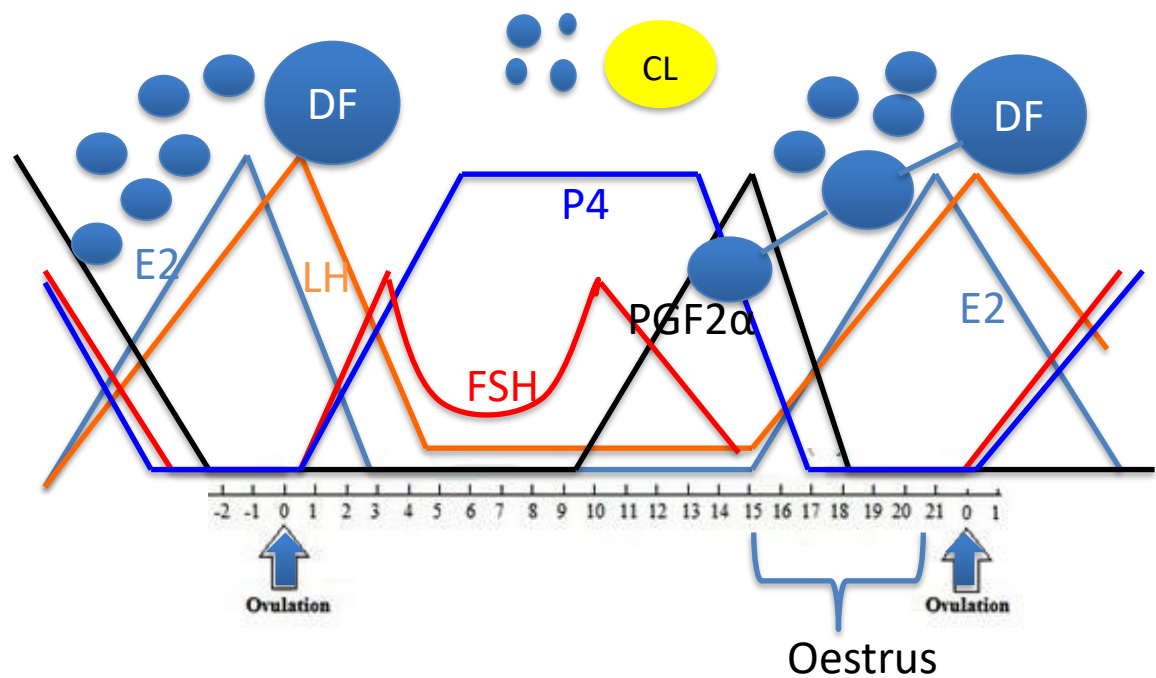 CL
DF
DF
P4
E2
LH
E2
PGF2α
FSH
-2 -1 0 1 2 3 4 5 6 7 8 9 10 11 12 13 14 15 16 17 18 19 20 21 0 1
Ovulation
Ovulation
Oestrus